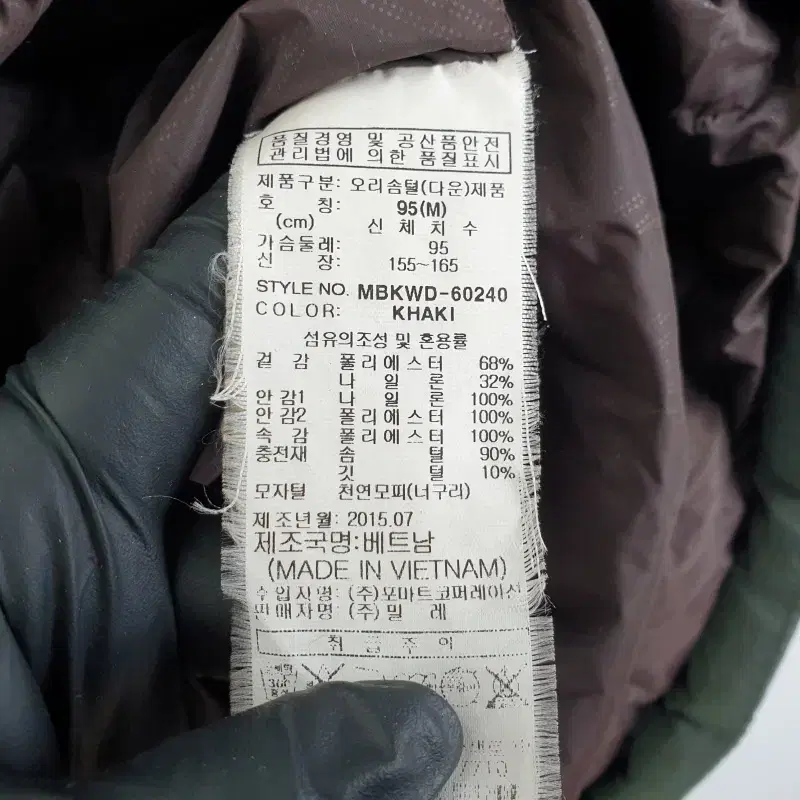 품질경영 및 공산품안전
관리법에 의한 품질표시
제품구분: 오리솜털(다운)제품
호 칭: 95(M)
(cm) 신체치수
가슴둘레: 95
신 장: 155~165
STYLE NO. MBKWD-60240
COLOR: KHAKI
섬유의조성 및 혼용률
겉 감 폴리에스터 68%
나 일 론 32%
안감1 나 일 론 100%
안감2 폴리에스터 100%
속 감 폴리에스터 100%
충전재 솜 털 90%
깃 털 10%
모자털 천연모피(너구리)
제조년월: 2015.07
제조국명:베트남
(MADE IN VIETNAM)
수입자명: (주)포마트코퍼레이션
판매자명: (주)밀 레
취급주의